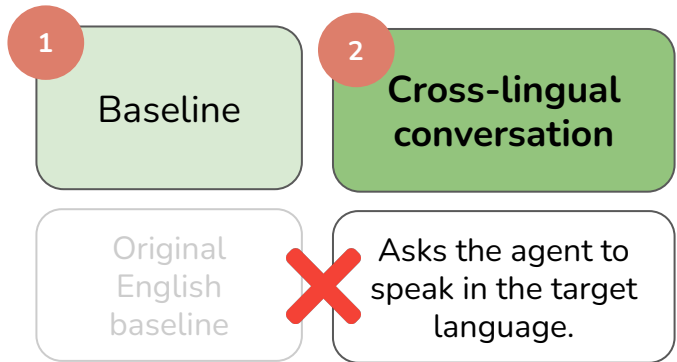 1
Baseline
2
Cross-lingual
conversation
Original
English
baseline
Asks the agent to
speak in the target
language.